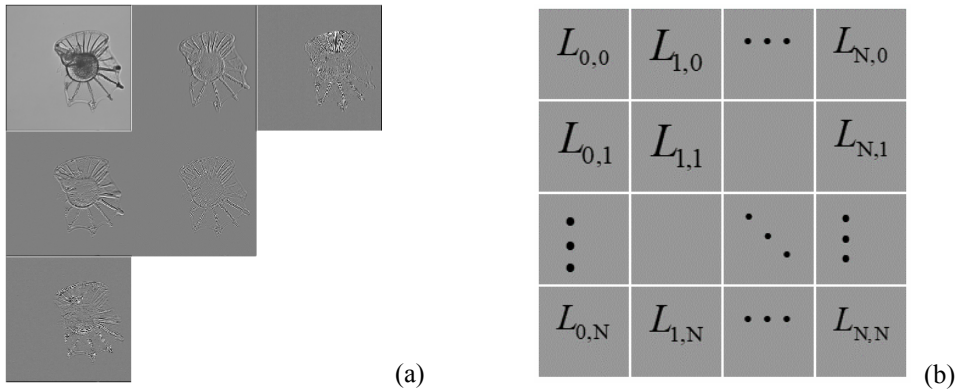 L0,0 L1,0 ••• LN,0
L0,1 L1,1 LN,1
L0,N L1,N ••• LN,N
(a) (b)